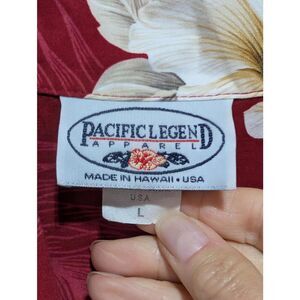 PACIFIC LEGEND
APPAREL
MADE IN HAWAII • USA
USA
L